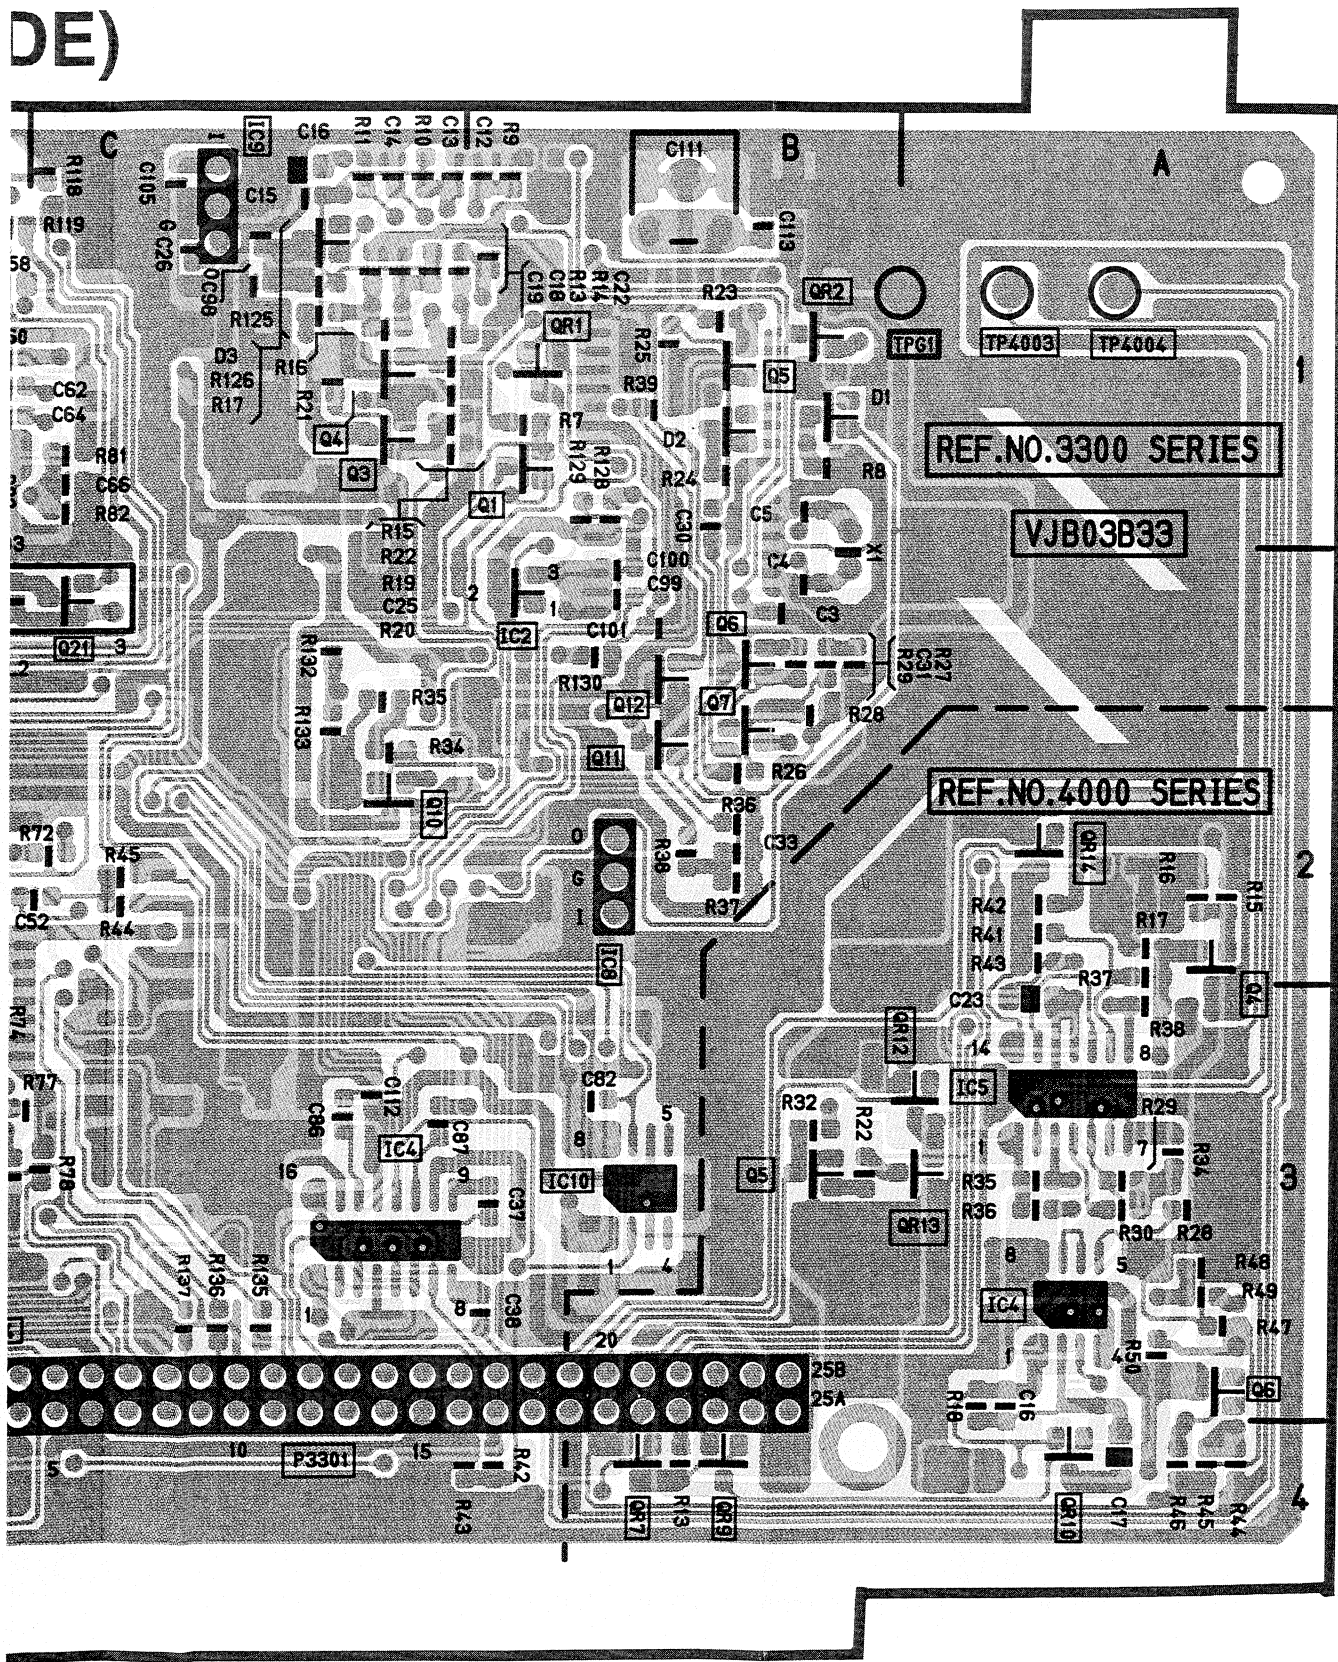 DE)
C
B
A
I
IC9
C16
R11
C14
R10
C13
C12
R9
C111
R118
C105
C15
R119
G
C26
C113
58
O
C98
C19
C18
R13
R14
C22
R23
QR2
R125
QR1
R25
TPG1
TP4003
TP4004
50
D3
R16
R126
R17
R21
R39
Q5
D1
1
C62
C64
Q4
R7
D2
R81
Q3
R129
R128
R24
R8
REF.NO.3300 SERIES
C66
R82
Q1
C30
C5
VJB03B33
3
R15
R22
R19
C25
R20
2
3
1
IC2
C100
C99
C101
C4
X1
C3
Q6
Q21
3
2
R132
R35
R130
Q12
Q7
R29
C31
R27
R133
R34
Q11
R28
R26
Q10
R36
REF.NO.4000 SERIES
R72
R45
O
G
I
R38
C33
QR14
R16
2
C52
R44
R37
R42
R41
R43
R17
R15
IC8
R37
C23
Q4
R74
QR12
14
R38
8
R77
C112
C86
C82
5
IC5
R29
R32
R22
IC4
C87
8
1
7
R34
R78
16
9
IC10
Q5
R35
3
C37
R36
QR13
R30
R28
R137
R136
R135
1
4
8
5
R48
R49
1
8
C38
IC4
R47
20
1
4
R50
25B
25A
R18
C16
Q6
5
10
P3301
15
R42
R43
QR7
R13
QR9
QR10
C17
R46
R45
R44
4